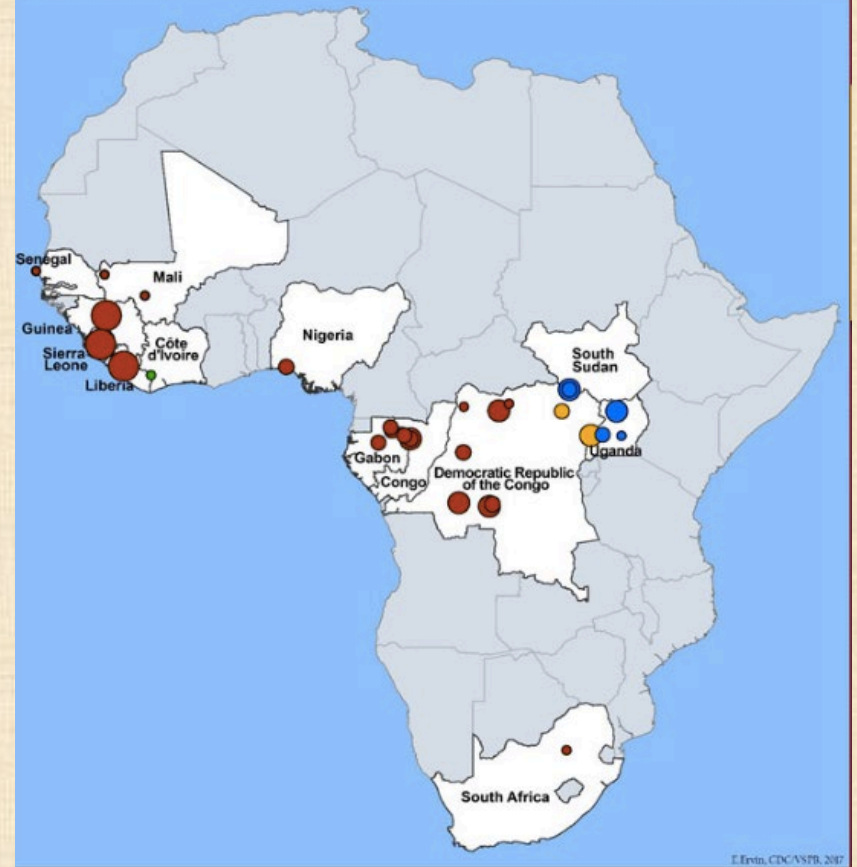 Senegal
Mali
Guinea
Sierra
Leone
Côte
d'Ivoire
Liberia
Nigeria
South
Sudan
Gabon
Congo
Uganda
Democratic Republic
of the Congo
South Africa
E.Ervin, CDC/VSPB, 2017